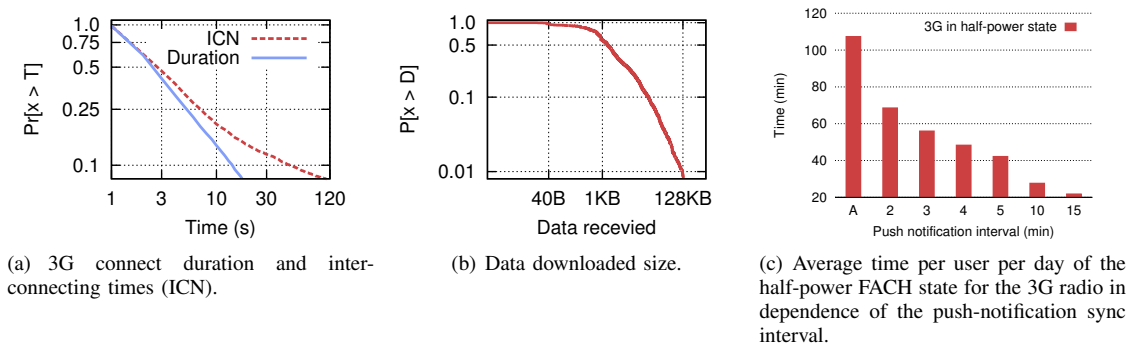 1.0
0.75
0.5
0.25
0.1
Pr[x > T]
ICN
Duration
1 3 10 30 120
Time (s)
(a) 3G connect duration and inter-
connecting times (ICN).
1.0
0.5
0.1
0.01
P[x > D]
40B 1KB 128KB
Data recevied
(b) Data downloaded size.
120
100
80
60
40
20
Time (min)
3G in half-power state
A 2 3 4 5 10 15
Push notification interval (min)
(c) Average time per user per day of the
half-power FACH state for the 3G radio in
dependence of the push-notification sync
interval.